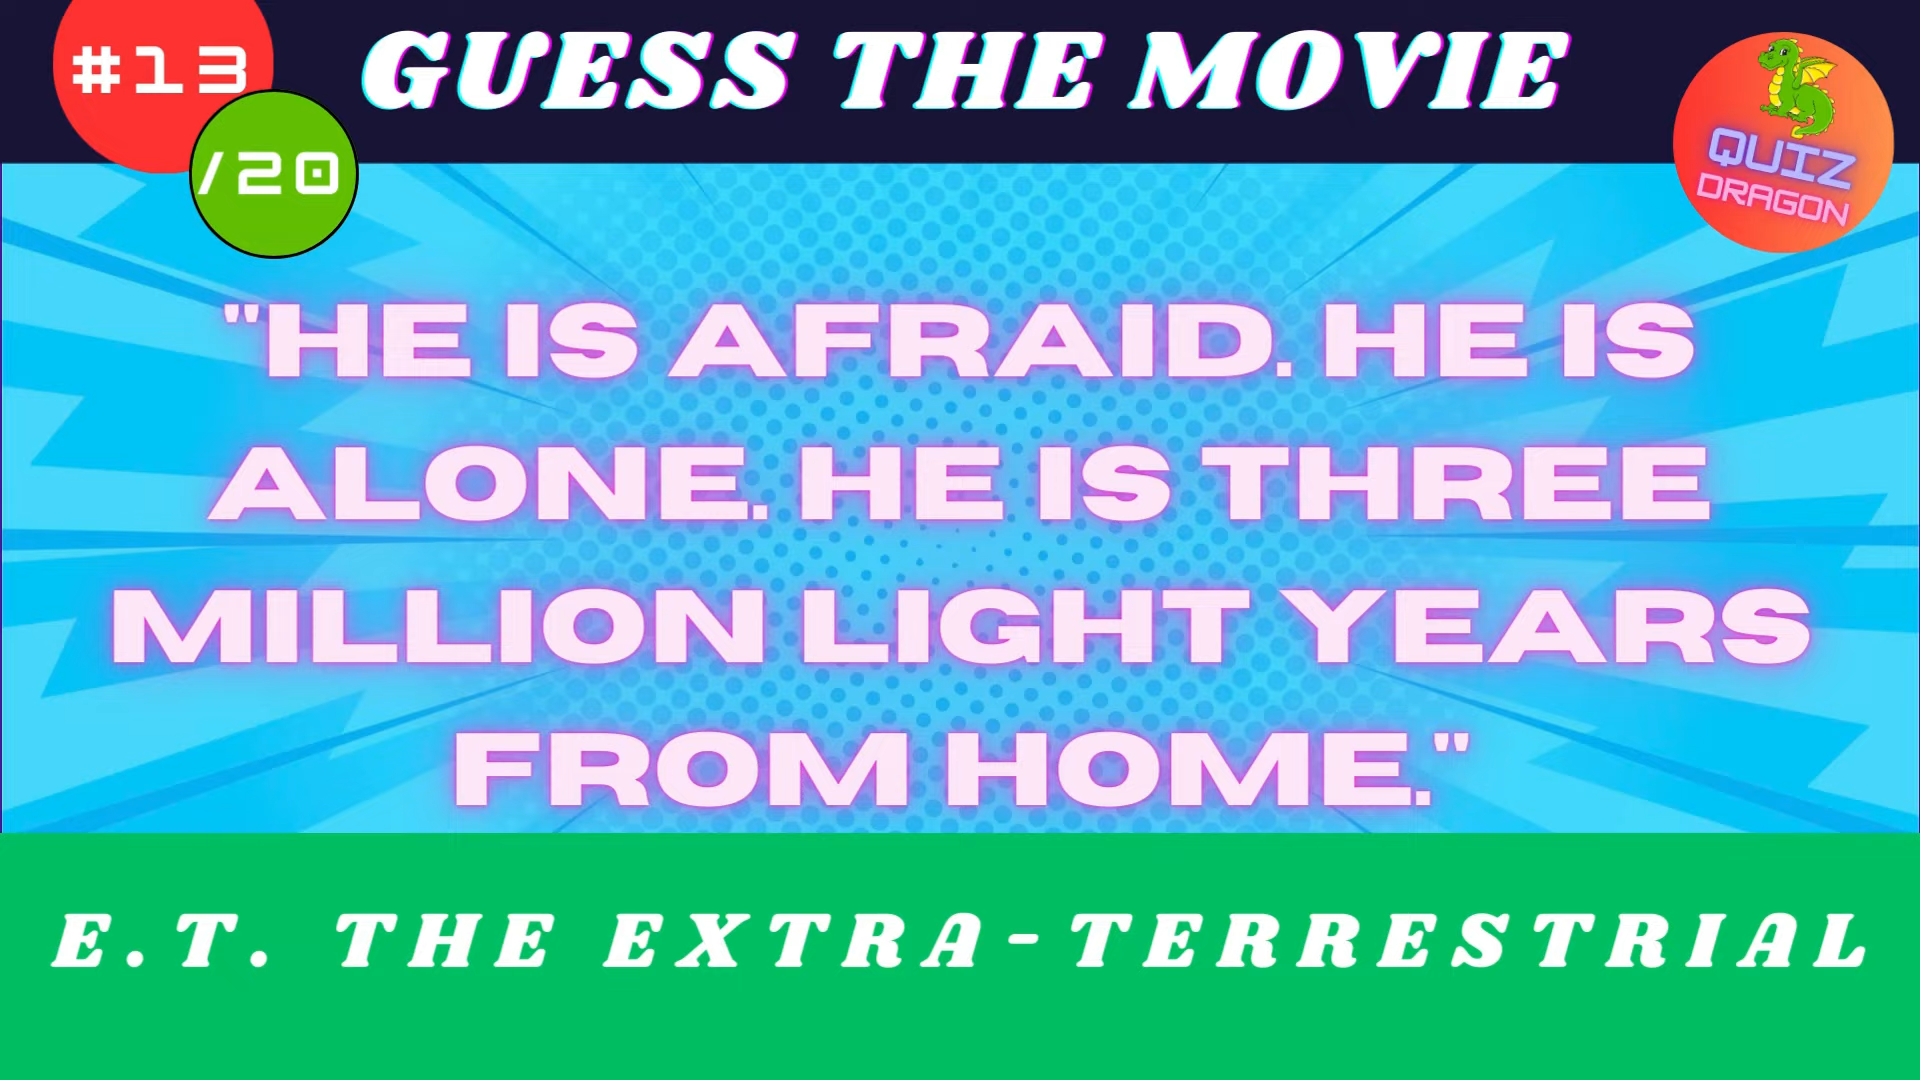 #13
/20
GUESS THE MOVIE
QUIZ
DRAGON
"HE IS AFRAID. HE IS
ALONE. HE IS THREE
MILLION LIGHT YEARS
FROM HOME."
E.T. THE EXTRA-TERRESTRIAL